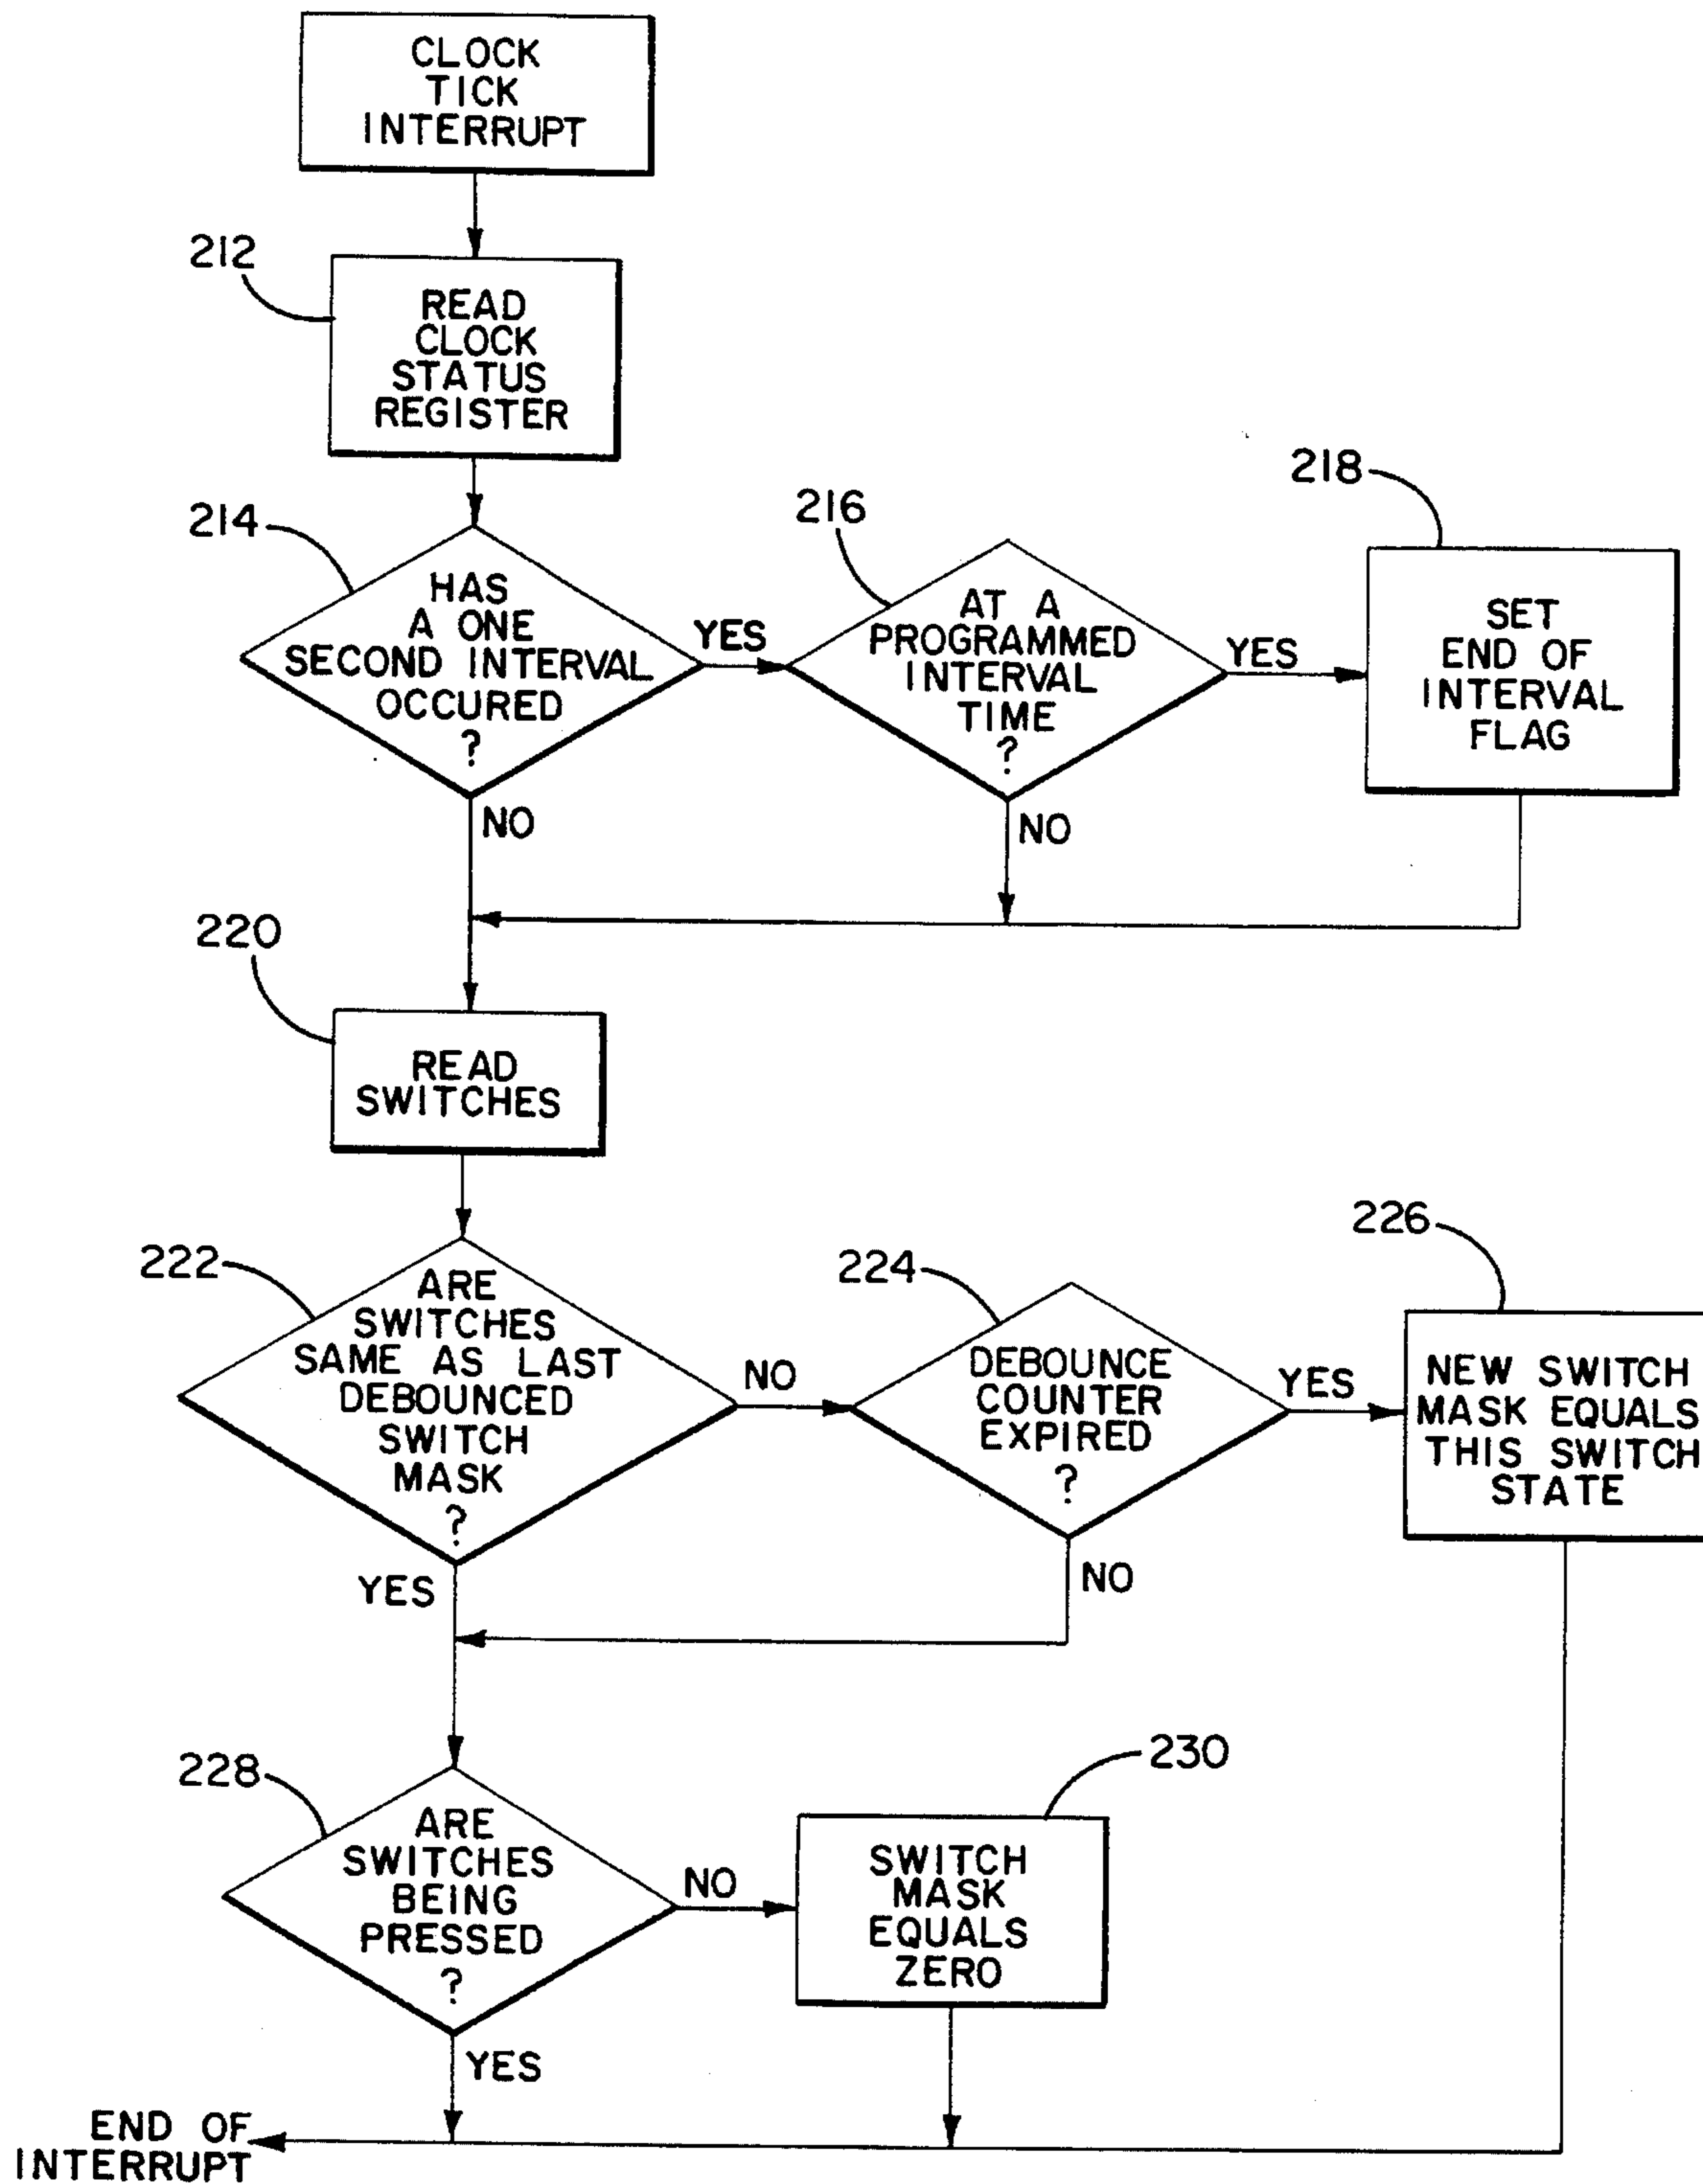 CLOCK
TICK
INTERRUPT
212
READ
CLOCK
STATUS
REGISTER
214
HAS
A ONE
SECOND INTERVAL
OCCURED
?
YES
NO
216
AT A
PROGRAMMED
INTERVAL
TIME
?
YES
NO
218
SET
END OF
INTERVAL
FLAG
220
READ
SWITCHES
222
ARE
SWITCHES
SAME AS LAST
DEBOUNCED
SWITCH
MASK
?
NO
YES
224
DEBOUNCE
COUNTER
EXPIRED
?
YES
NO
226
NEW SWITCH
MASK EQUALS
THIS SWITCH
STATE
228
ARE
SWITCHES
BEING
PRESSED
?
NO
YES
230
SWITCH
MASK
EQUALS
ZERO
END OF
INTERRUPT